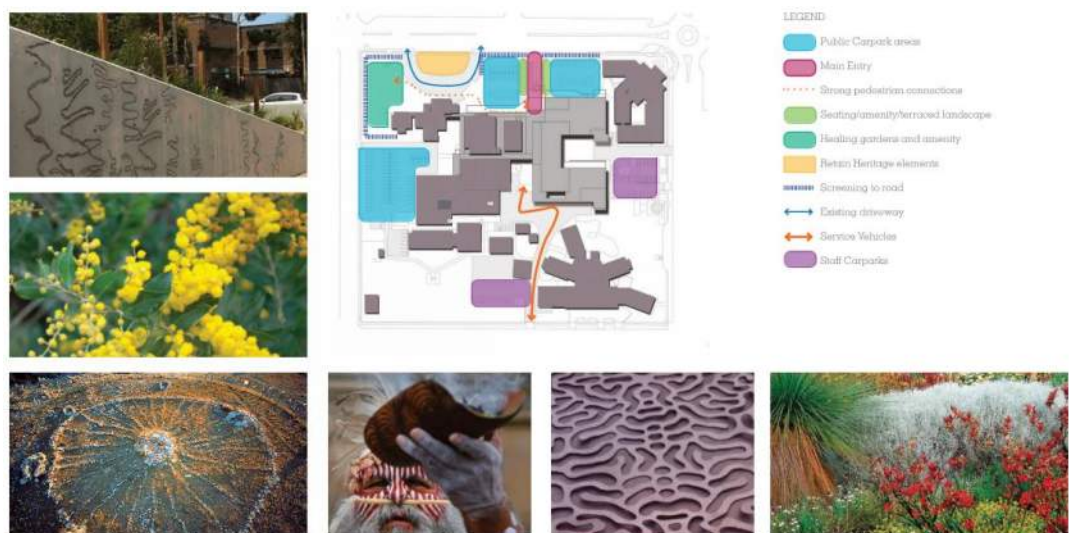 LEGEND
Public Carpark areas
Main Entry
Strong pedestrian connections
Seating/amenity/terraced landscape
Healing gardens and amenity
Retain Heritage elements
Screening to road
Existing driveway
Service Vehicles
Staff Carparks